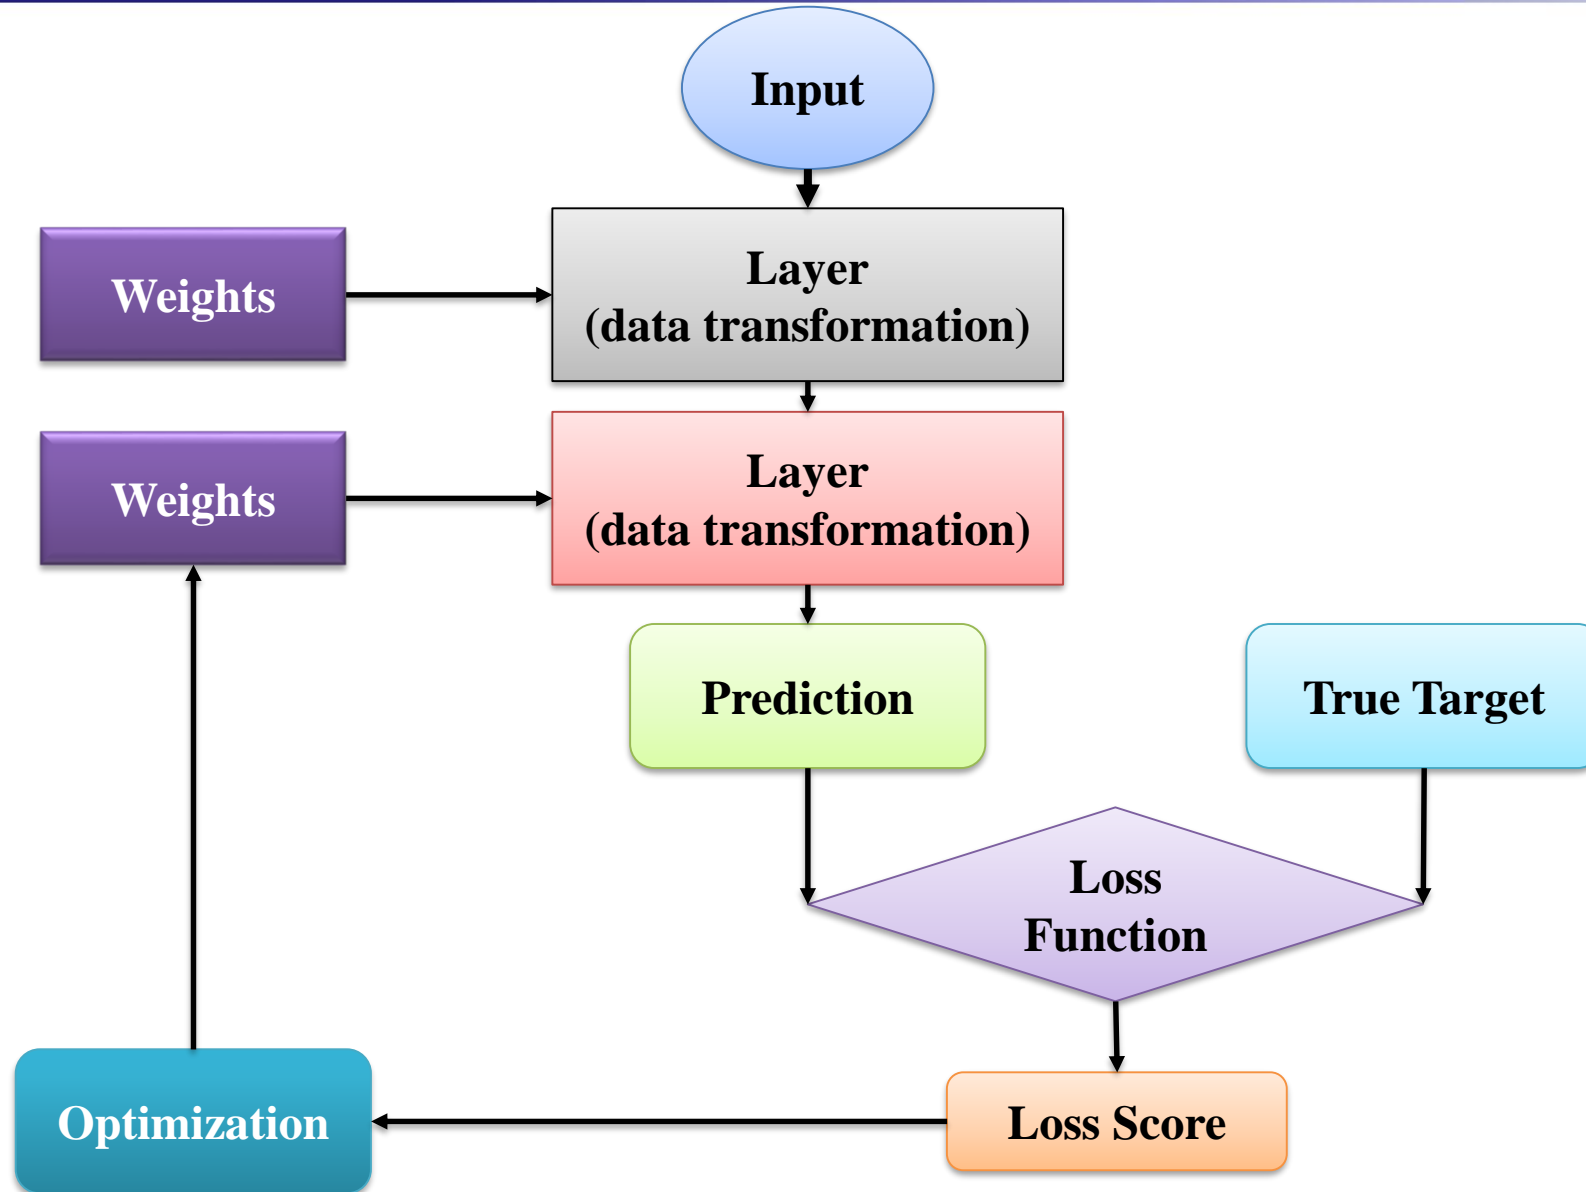 Input
Weights
Layer
(data transformation)
Weights
Layer
(data transformation)
Prediction
True Target
Loss
Function
Optimization
Loss Score